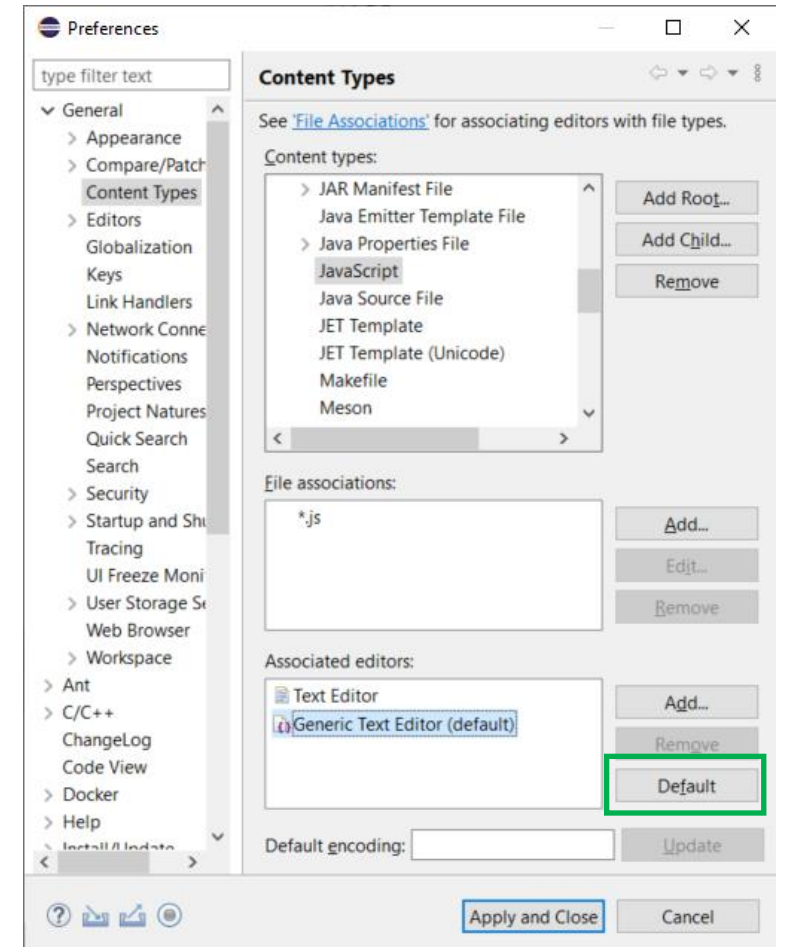 Preferences
type filter text
General
Appearance
Compare/Patch
Content Types
Editors
Globalization
Keys
Link Handlers
Network Conne
Notifications
Perspectives
Project Natures
Quick Search
Search
Security
Startup and Shu
Tracing
UI Freeze Moni
User Storage Se
Web Browser
Workspace
Ant
C/C++
ChangeLog
Code View
Docker
Help
Install/Update
Content Types
See 'File Associations' for associating editors with file types.
Content types:
JAR Manifest File
Java Emitter Template File
Java Properties File
JavaScript
Java Source File
JET Template
JET Template (Unicode)
Makefile
Meson
Add Root...
Add Child...
Remove
File associations:
*.js
Add...
Edit...
Remove
Associated editors:
Text Editor
Generic Text Editor (default)
Add...
Remove
Default
Default encoding:
Update
Apply and Close
Cancel